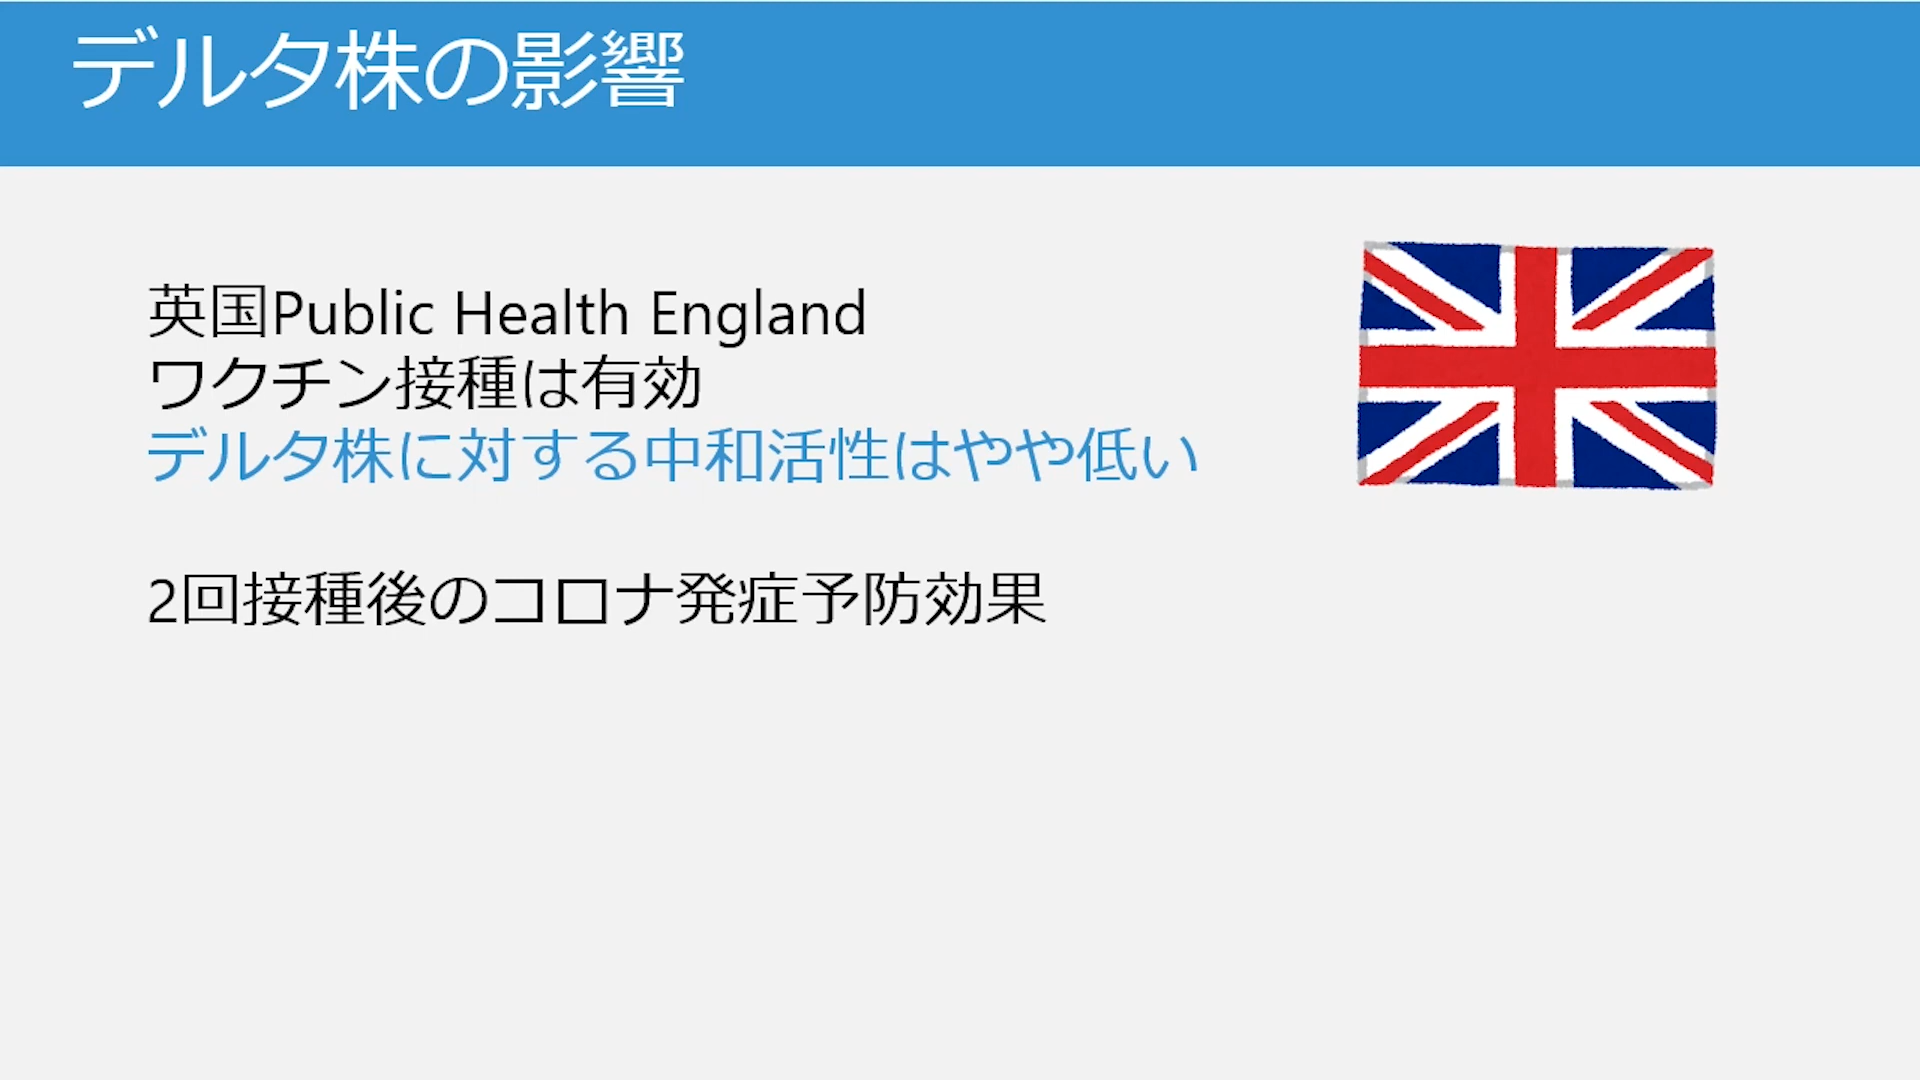 デルタ株の影響
英国Public Health England
ワクチン接種は有効
デルタ株に対する中和活性はやや低い
2回接種後のコロナ発症予防効果